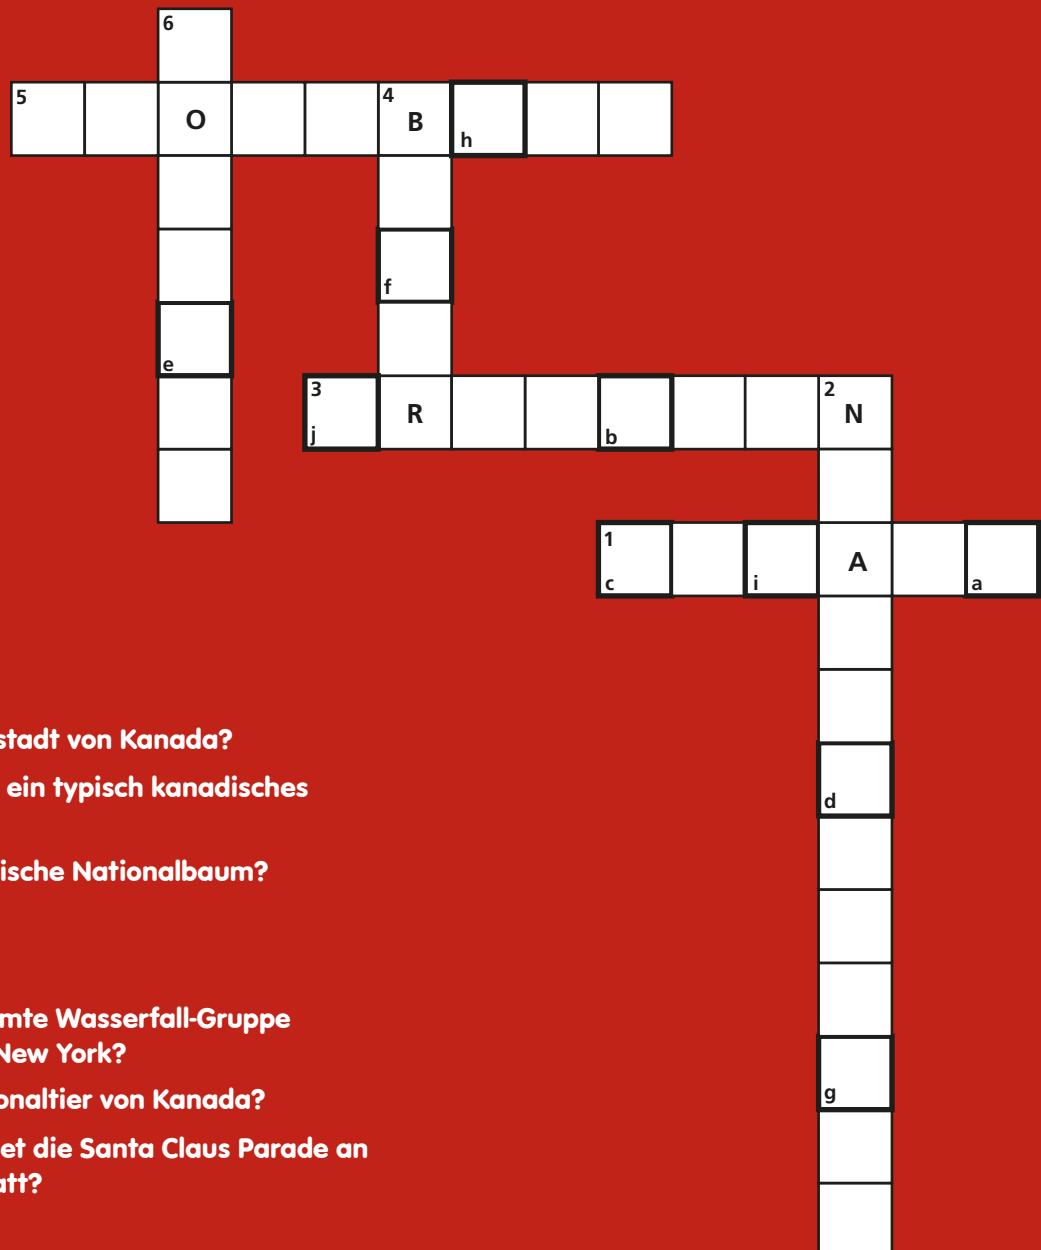 6
5 O 4 B h
f
e
3 j R b 2 N
1 c i A a
stadt von Kanada?
ein typisch kanadisches
d
ische Nationalbaum?
mte Wasserfall-Gruppe
New York?
g
onaltier von Kanada?
et die Santa Claus Parade an
att?